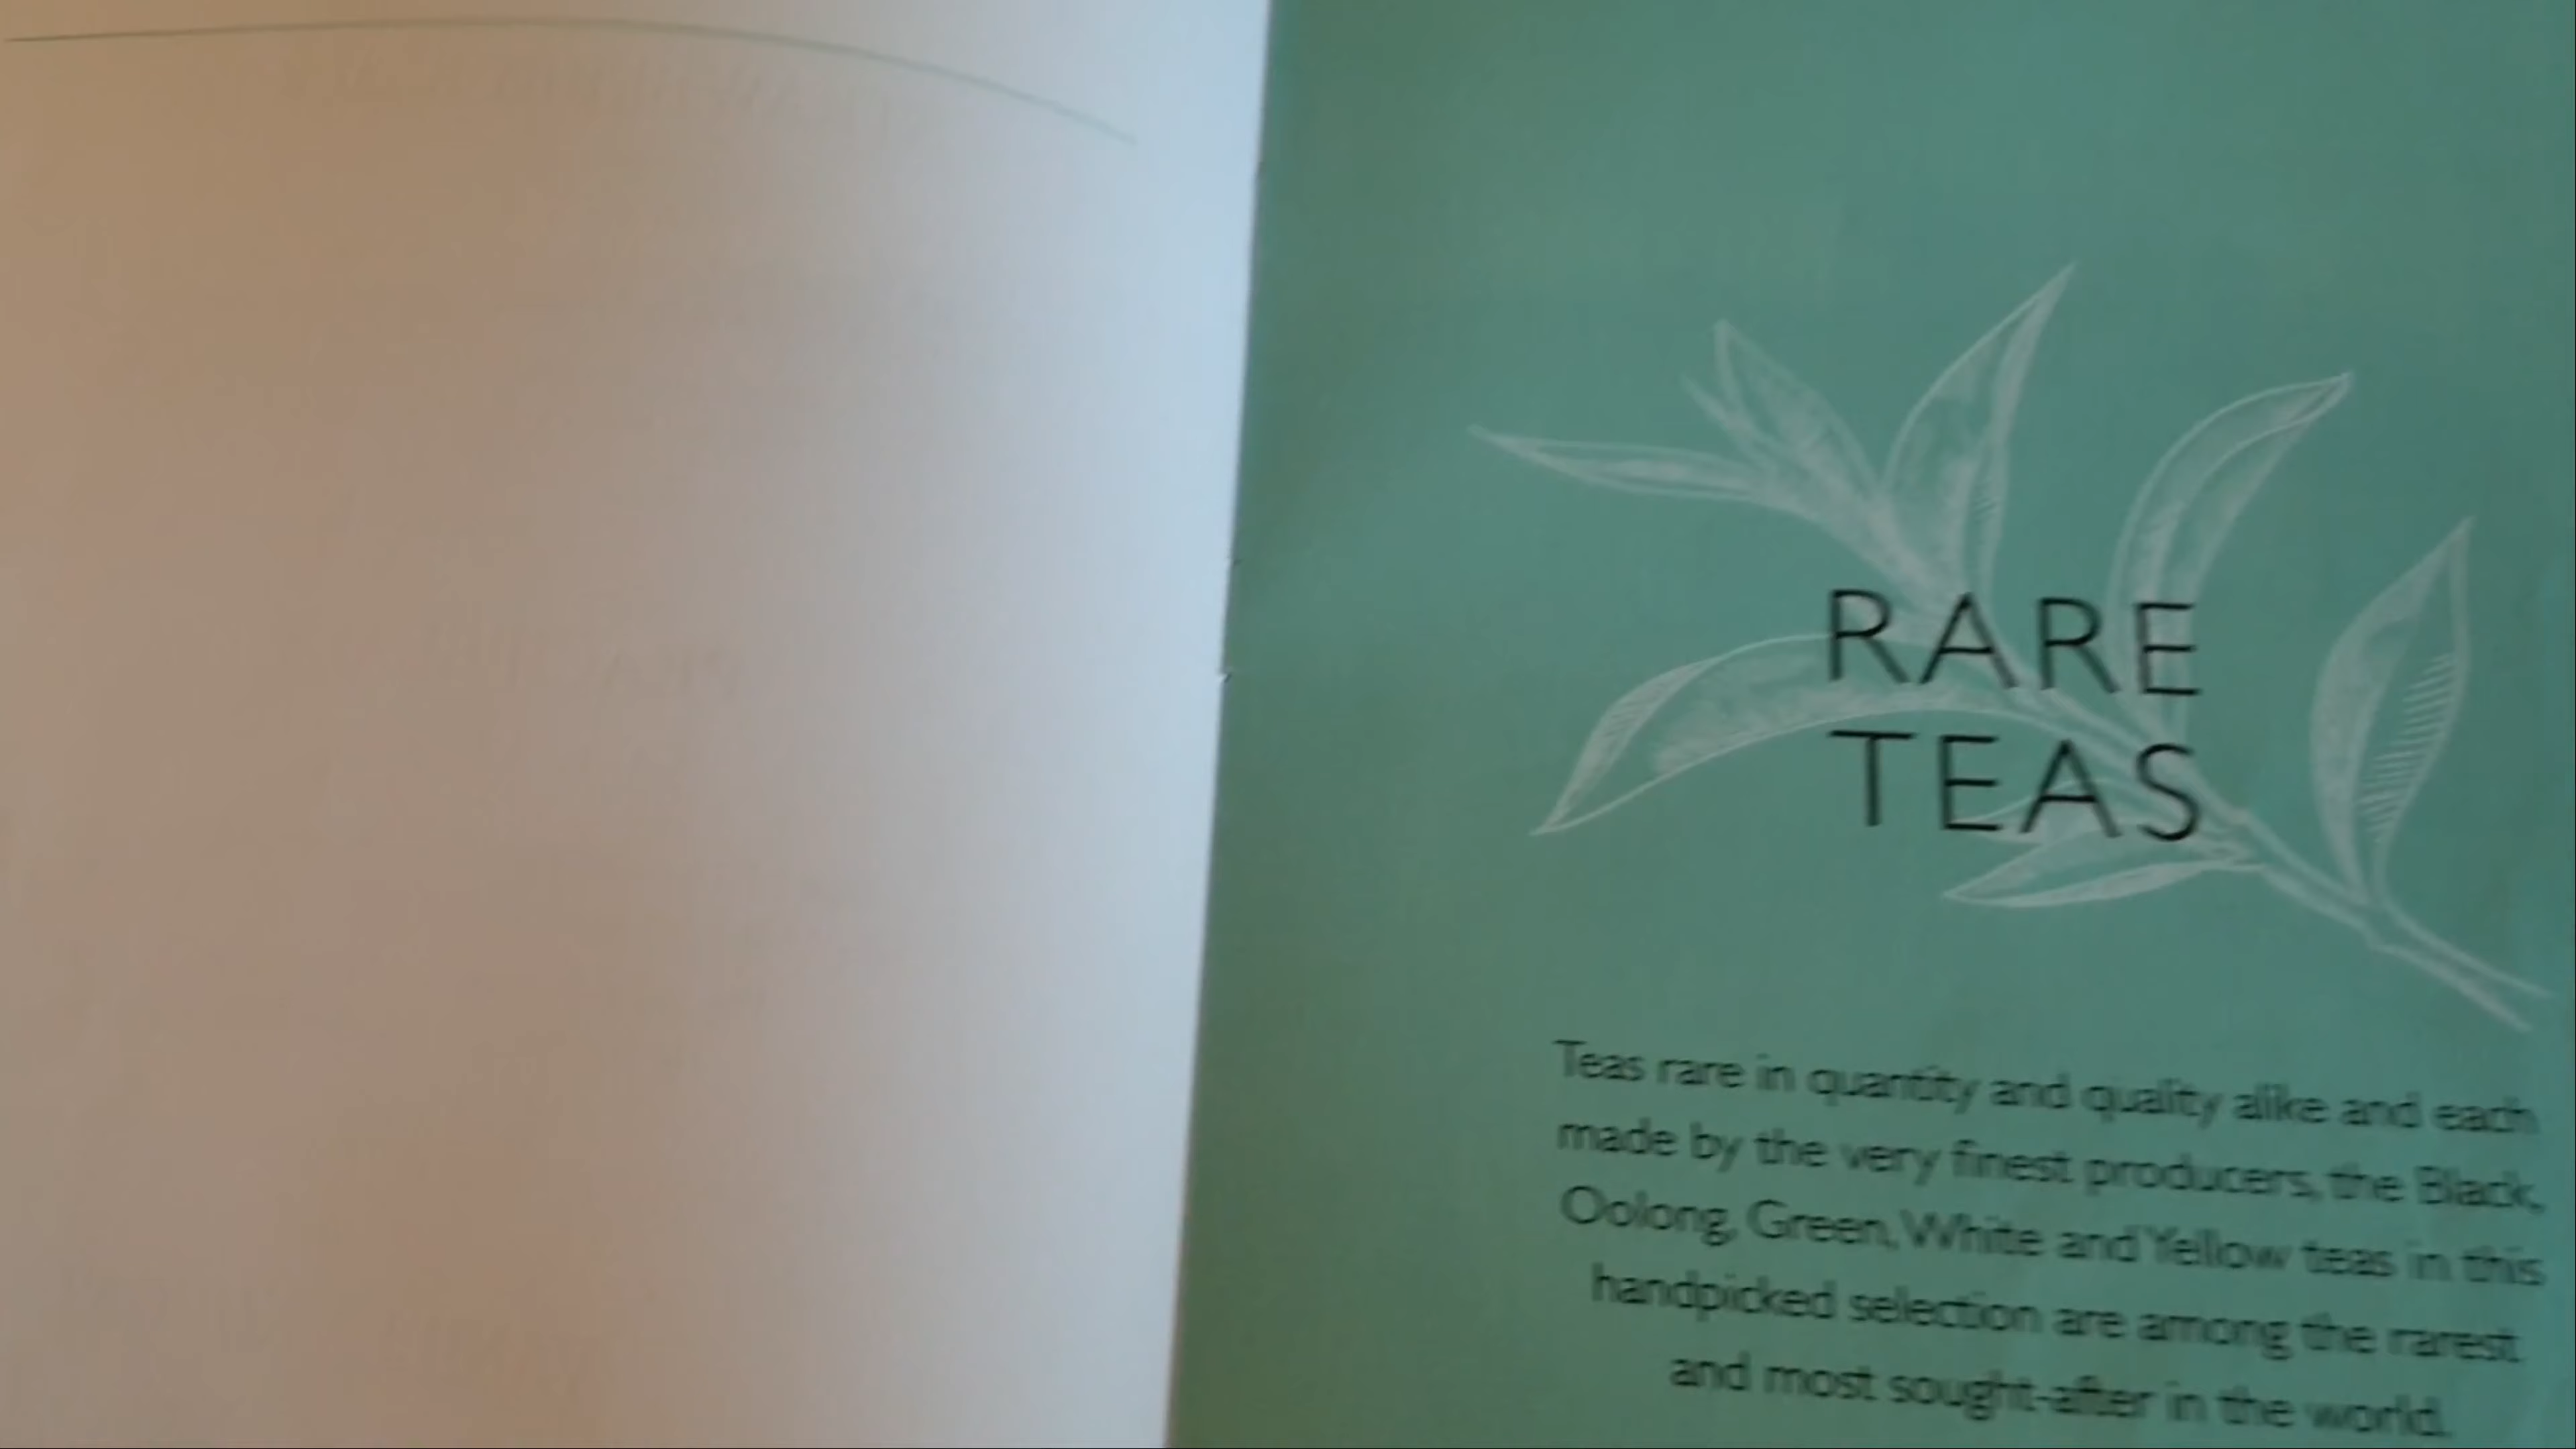 RARE
TEAS
Teas rare in quantity and quality alike and each
made by the very finest producers, the Black,
Oolong, Green, White and Yellow teas in this
handpicked selection are among the rarest
and most sought-after in the world.